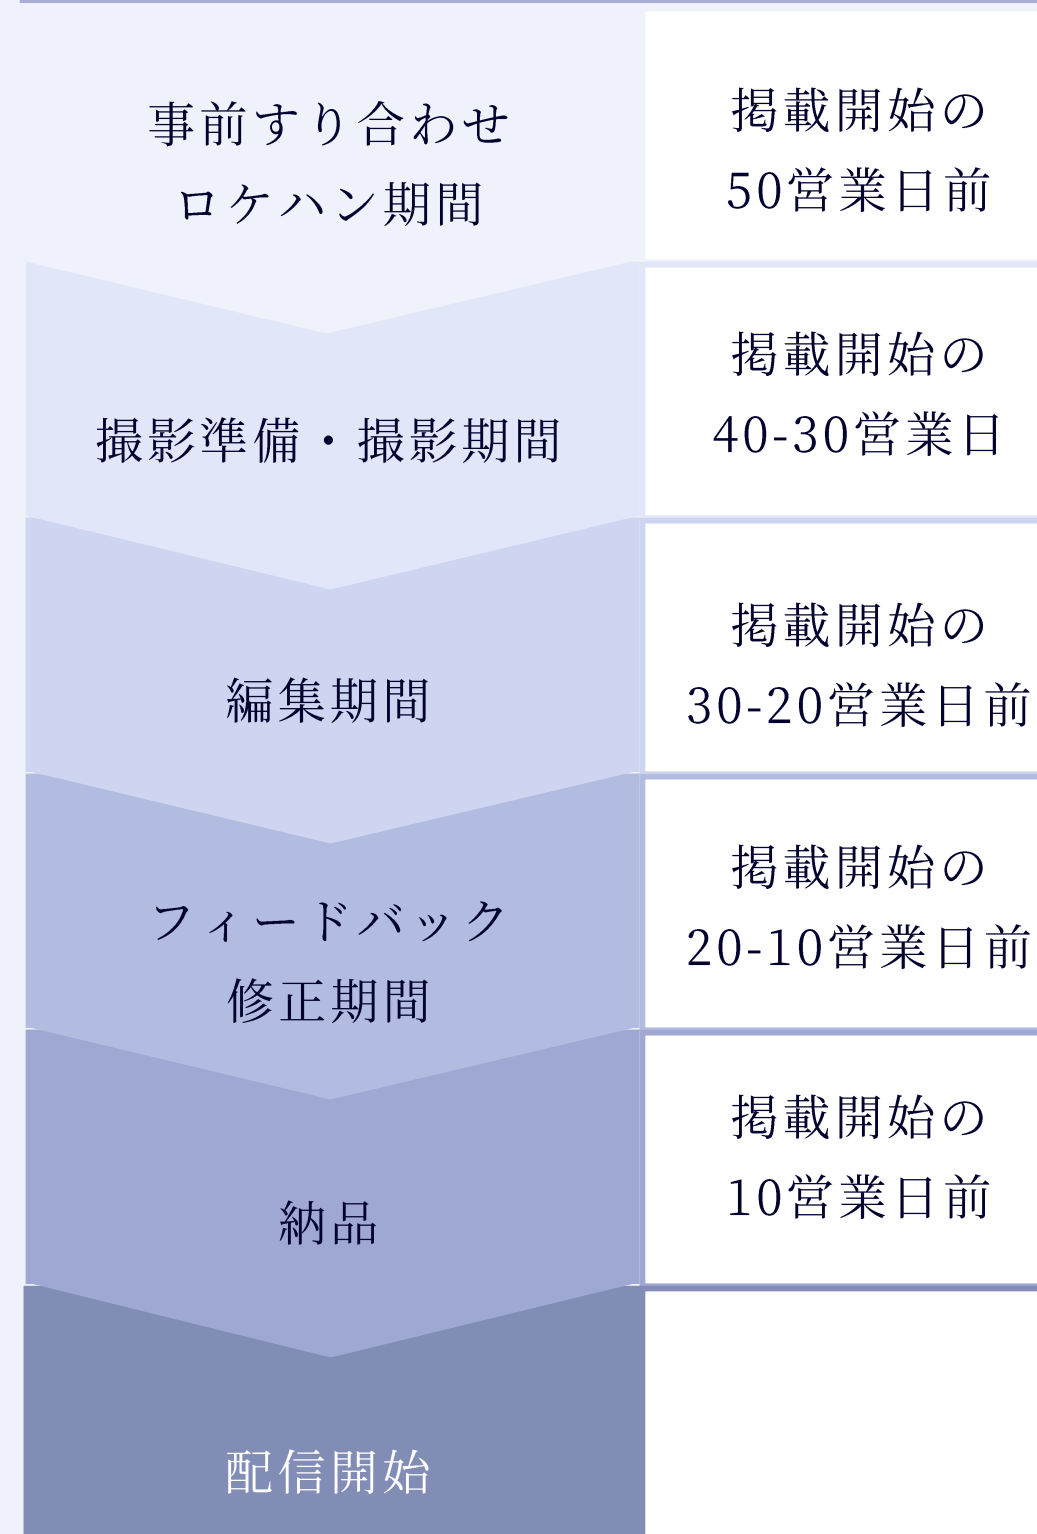 事前すり合わせ
ロケハン期間
掲載開始の
50営業日前
撮影準備・撮影期間
掲載開始の
40-30営業日
編集期間
掲載開始の
30-20営業日前
フィードバック
修正期間
掲載開始の
20-10営業日前
納品
掲載開始の
10営業日前
配信開始